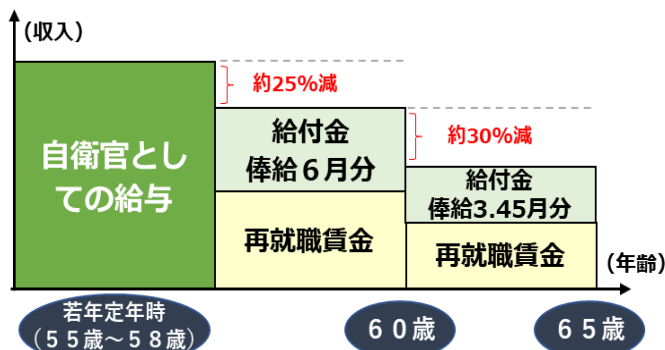 (収入)
約25%減
自衛官とし
ての給与
給付金
俸給６月分
約30%減
給付金
俸給3.45月分
再就職賃金
再就職賃金
(年齢)
若年定年時
(５５歳～５８歳)
６０歳
６５歳